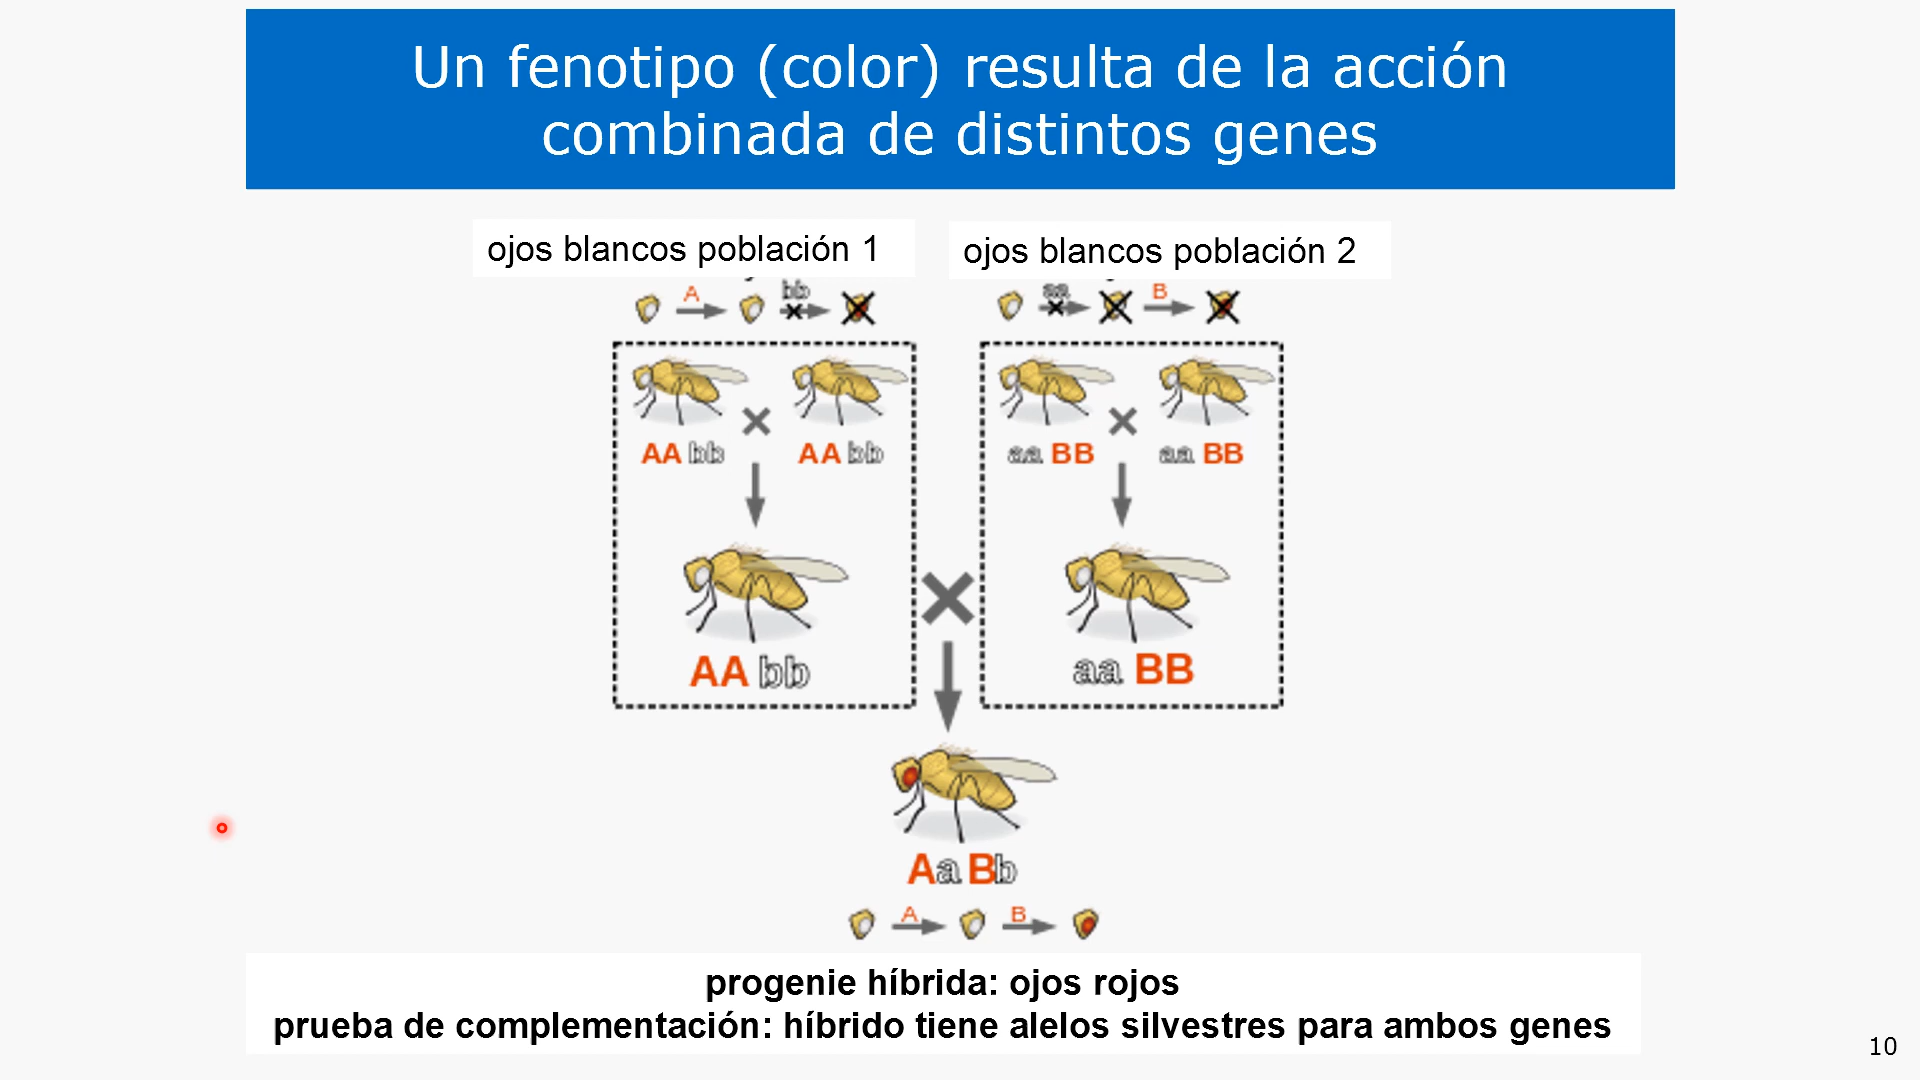 Un fenotipo (color) resulta de la acción
combinada de distintos genes
ojos blancos población 1
ojos blancos población 2
A bb
aa B
AA bb AA bb
aa BB aa BB
AA bb
aa BB
Aa Bb
A B
progenie híbrida: ojos rojos
prueba de complementación: híbrido tiene alelos silvestres para ambos genes
10